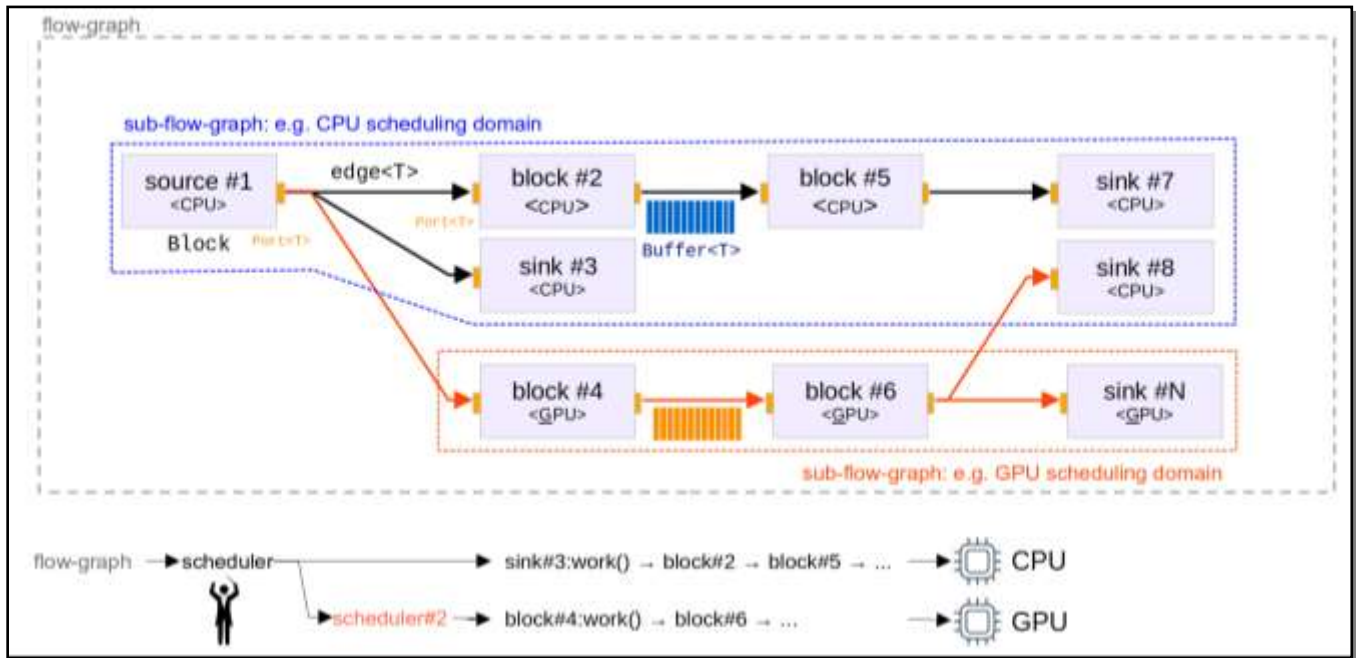 flow-graph
sub-flow-graph: e.g. CPU scheduling domain
source #1
<CPU>
Block
Port<T>
edge<T>
Port<T>
block #2
<CPU>
Buffer<T>
block #5
<CPU>
sink #7
<CPU>
sink #3
<CPU>
sink #8
<CPU>
block #4
<GPU>
block #6
<GPU>
sink #N
<GPU>
sub-flow-graph: e.g. GPU scheduling domain
flow-graph scheduler sink#3:work() → block#2 → block#5 → ... CPU
scheduler#2 block#4:work() → block#6 → ... GPU